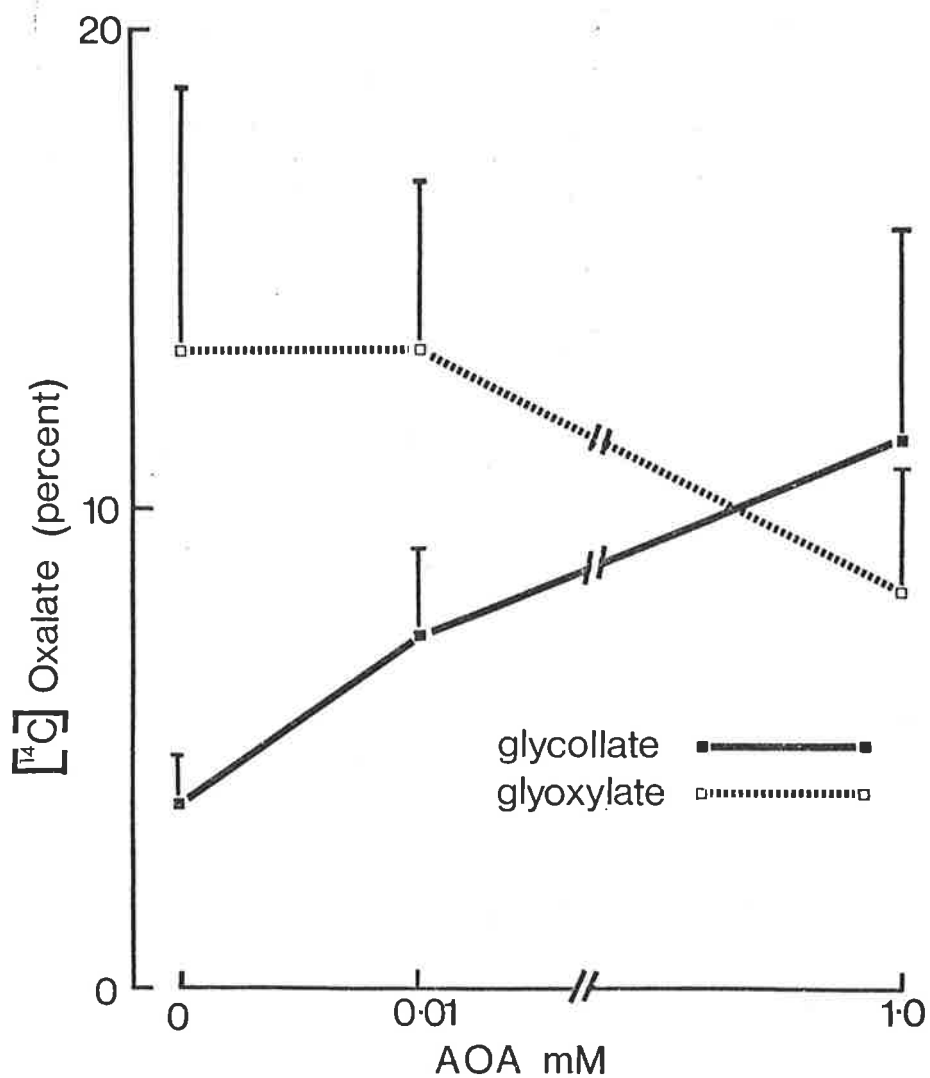 20
10
0
[¹⁴C] Oxalate (percent)
glycollate
glyoxylate
0 0·01 1·0
AOA mM